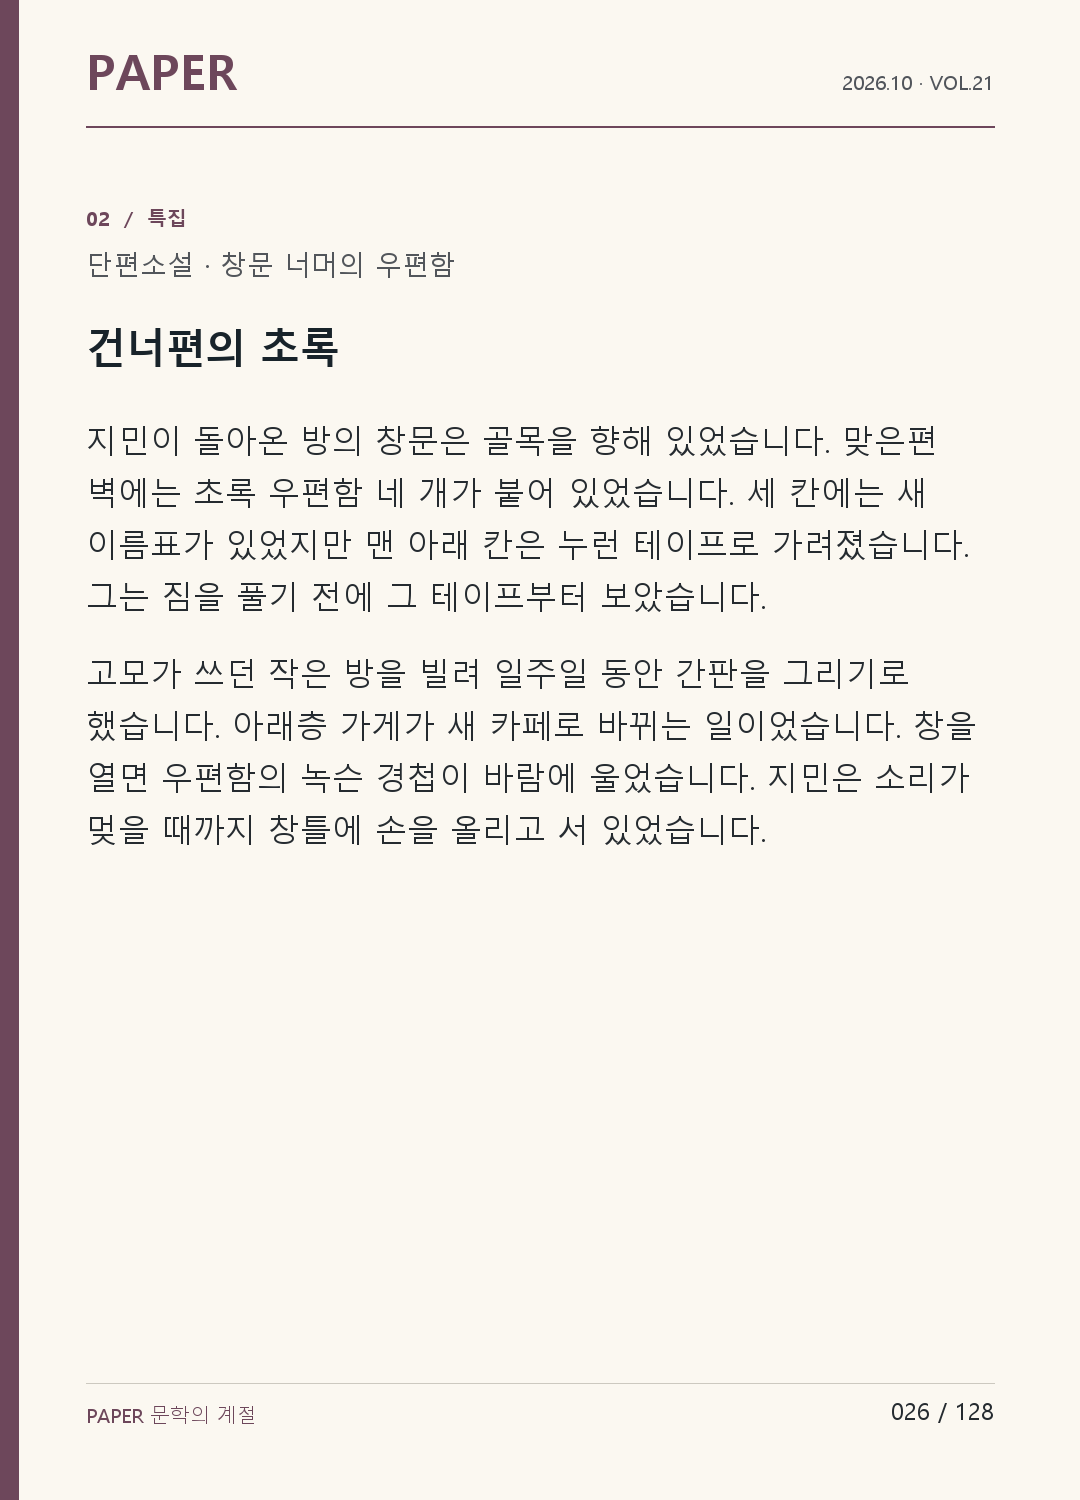 PAPER
2026.10 · VOL.21
02 / 특집
단편소설 · 창문 너머의 우편함
건너편의 초록
지민이 돌아온 방의 창문은 골목을 향해 있었습니다. 맞은편
벽에는 초록 우편함 네 개가 붙어 있었습니다. 세 칸에는 새
이름표가 있었지만 맨 아래 칸은 누런 테이프로 가려졌습니다.
그는 짐을 풀기 전에 그 테이프부터 보았습니다.
고모가 쓰던 작은 방을 빌려 일주일 동안 간판을 그리기로
했습니다. 아래층 가게가 새 카페로 바뀌는 일이었습니다. 창을
열면 우편함의 녹슨 경첩이 바람에 울었습니다. 지민은 소리가
멎을 때까지 창틀에 손을 올리고 서 있었습니다.
PAPER 문학의 계절
026 / 128